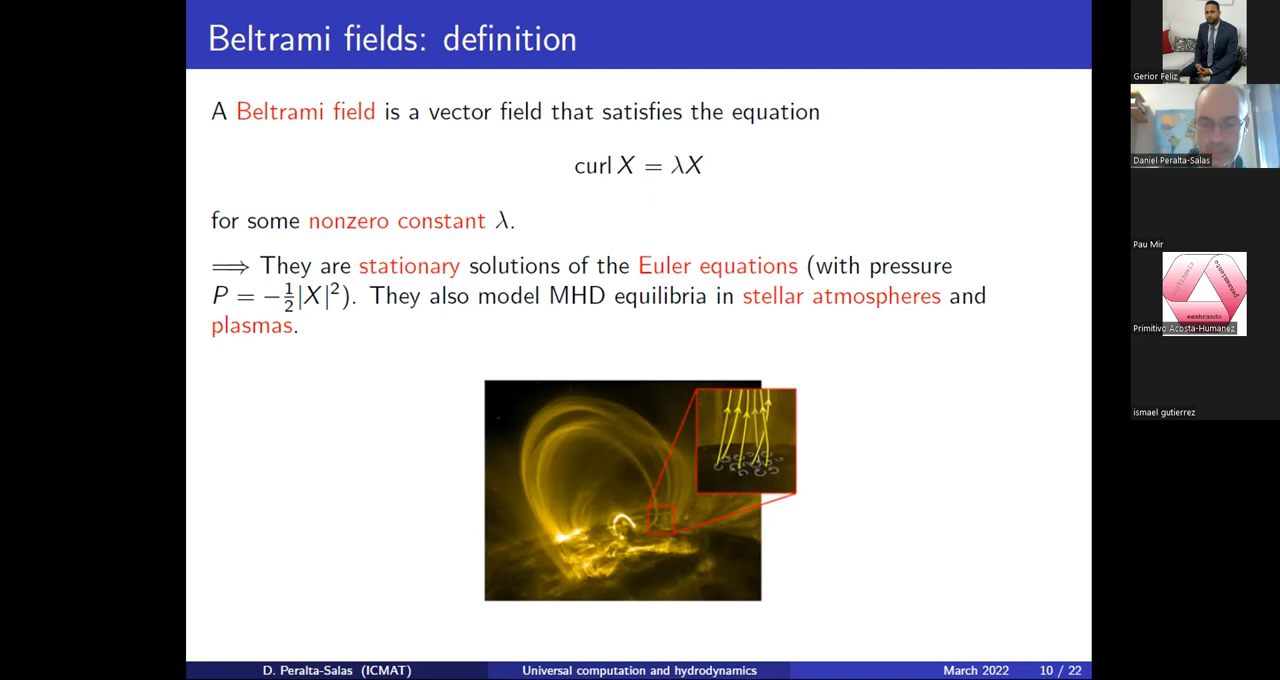 Beltrami fields: definition
A Beltrami field is a vector field that satisfies the equation
curl X = λX
for some nonzero constant λ.
⟹ They are stationary solutions of the Euler equations (with pressure
P = −½|X|²). They also model MHD equilibria in stellar atmospheres and
plasmas.
D. Peralta-Salas (ICMAT)
Universal computation and hydrodynamics
March 2022
10 / 22
Gerior Feliz
Daniel Peralta-Salas
Pau Mir
pensamiento
sembrando
Primitivo Acosta-Humanez
ismael gutierrez